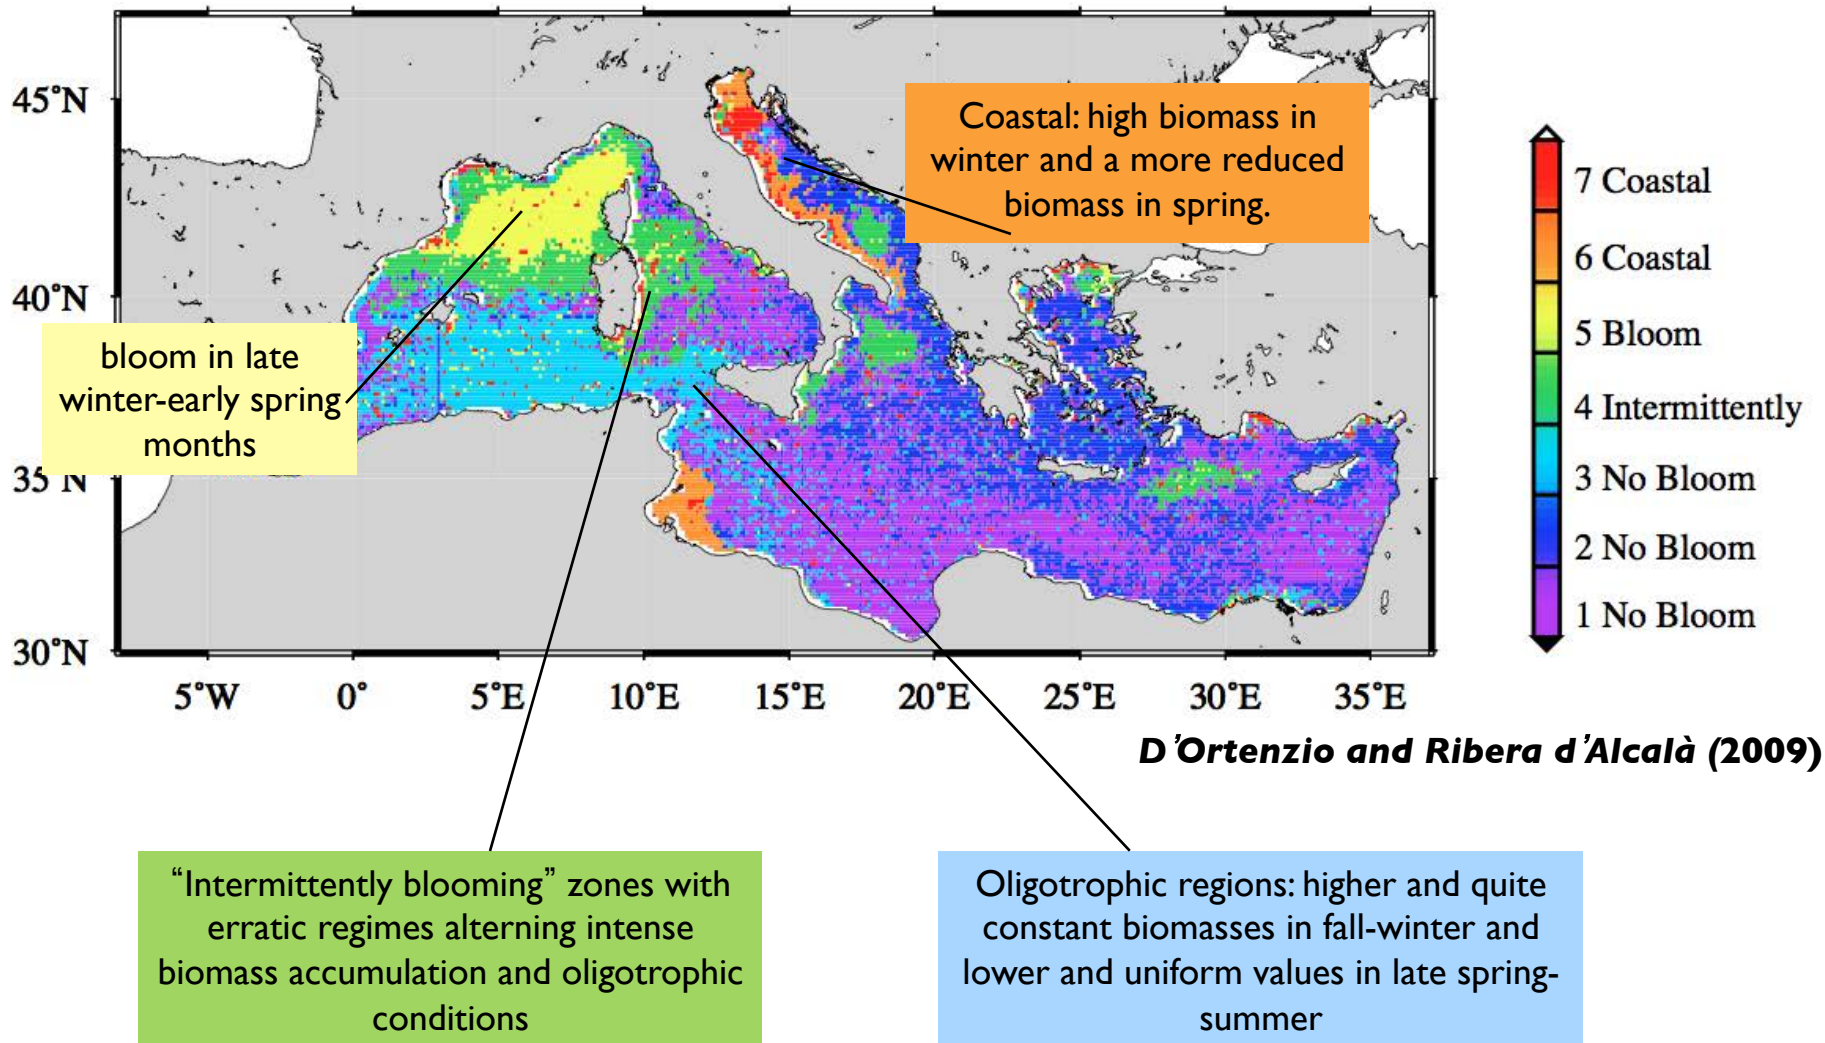 45°N
40°N
35°N
30°N
5°W
0°
5°E
10°E
15°E
20°E
25°E
30°E
35°E
Coastal: high biomass in
winter and a more reduced
biomass in spring.
bloom in late
winter-early spring
months
7 Coastal
6 Coastal
5 Bloom
4 Intermittently
3 No Bloom
2 No Bloom
1 No Bloom
D’Ortenzio and Ribera d’Alcalà (2009)
“Intermittently blooming” zones with
erratic regimes alterning intense
biomass accumulation and oligotrophic
conditions
Oligotrophic regions: higher and quite
constant biomasses in fall-winter and
lower and uniform values in late spring-
summer